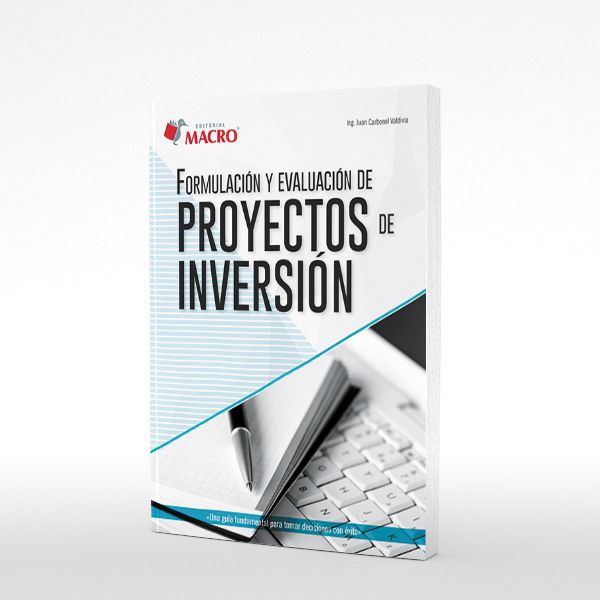 EDITORIAL
MACRO®
Ing. Juan Carbonel Valdivia
FORMULACIÓN Y EVALUACIÓN DE
PROYECTOS DE
INVERSIÓN
«Una guía fundamental para tomar decisiones con éxito»